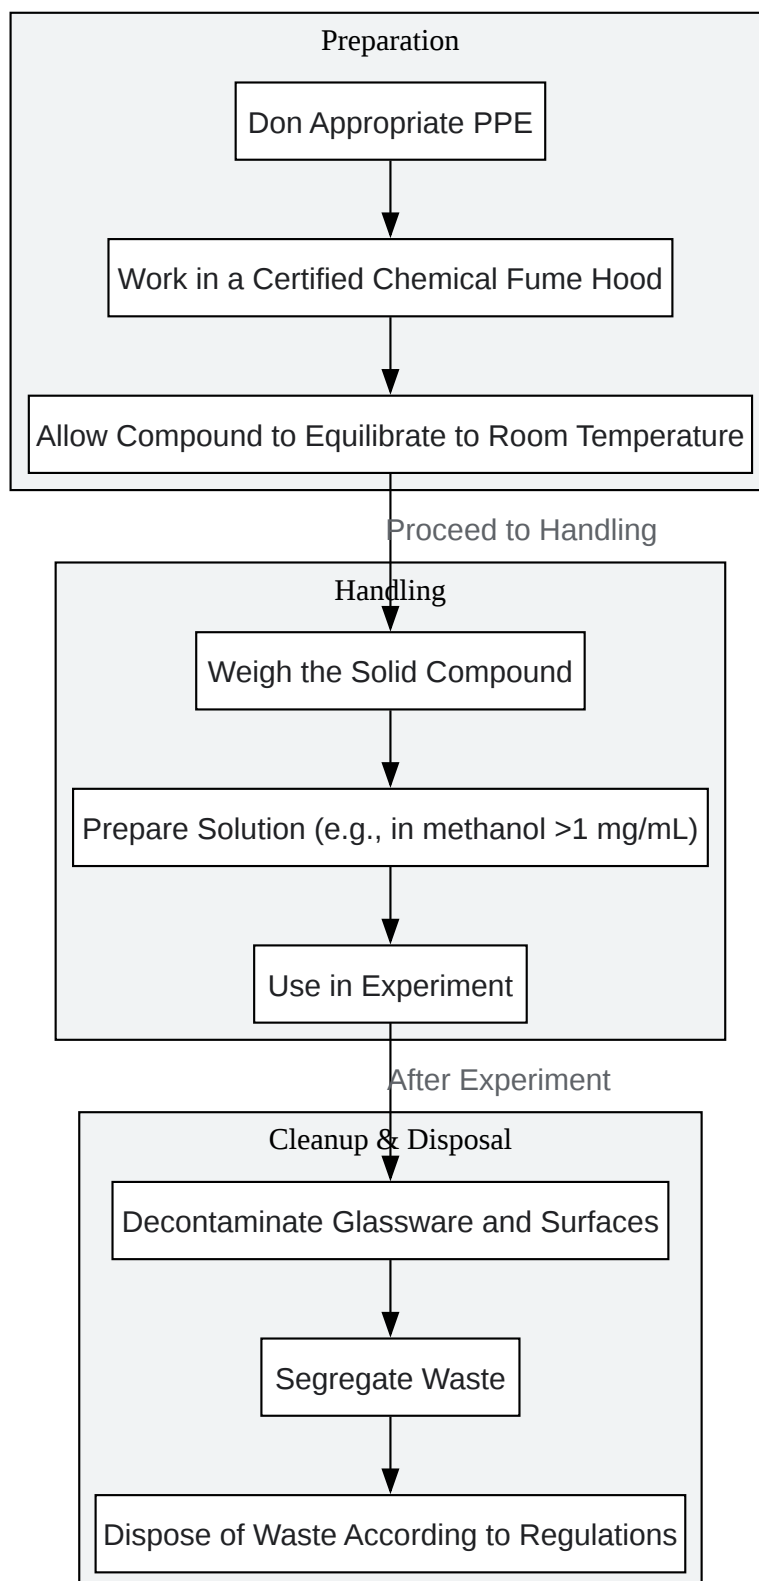 Preparation
Don Appropriate PPE
Work in a Certified Chemical Fume Hood
Allow Compound to Equilibrate to Room Temperature
Proceed to Handling
Handling
Weigh the Solid Compound
Prepare Solution (e.g., in methanol >1 mg/mL)
Use in Experiment
After Experiment
Cleanup & Disposal
Decontaminate Glassware and Surfaces
Segregate Waste
Dispose of Waste According to Regulations